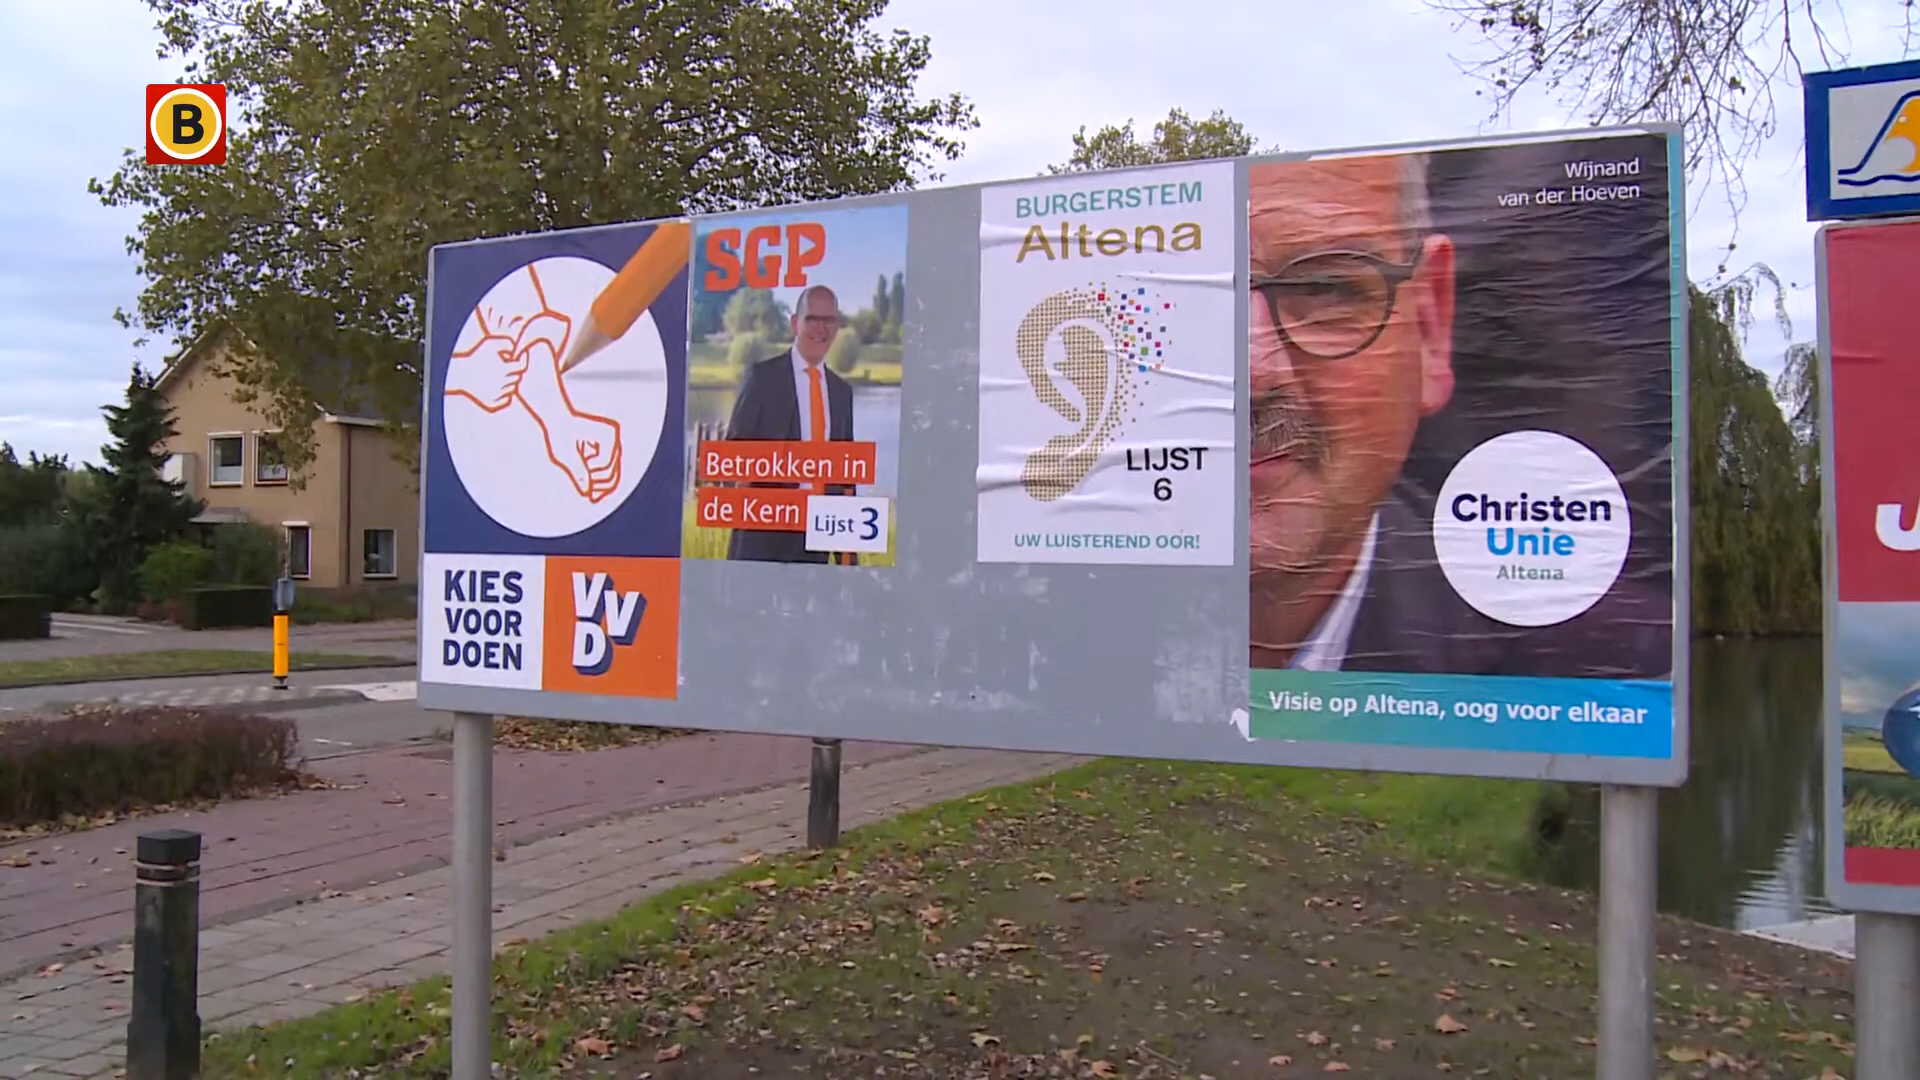 B
KIES
VOOR
DOEN
VVD
SGP
Betrokken in
de Kern
Lijst 3
BURGERSTEM
Altena
LIJST
6
UW LUISTEREND OOR!
Wijnand
van der Hoeven
Christen
Unie
Altena
Visie op Altena, oog voor elkaar